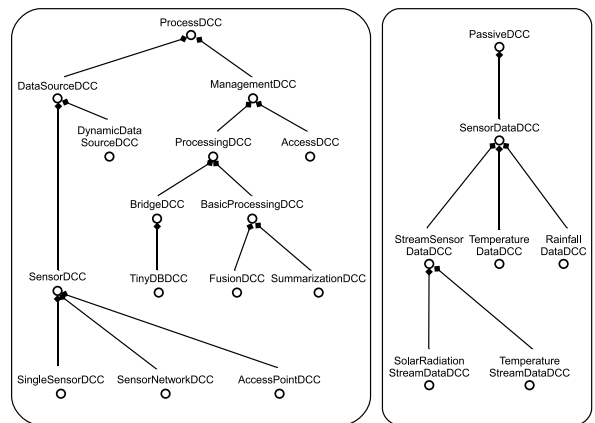 ProcessDCC
DataSourceDCC
ManagementDCC
DynamicData
SourceDCC
ProcessingDCC
AccessDCC
BridgeDCC
BasicProcessingDCC
SensorDCC
TinyDBDCC
FusionDCC
SummarizationDCC
SingleSensorDCC
SensorNetworkDCC
AccessPointDCC
PassiveDCC
SensorDataDCC
StreamSensor
DataDCC
Temperature
DataDCC
Rainfall
DataDCC
SolarRadiation
StreamDataDCC
Temperature
StreamDataDCC